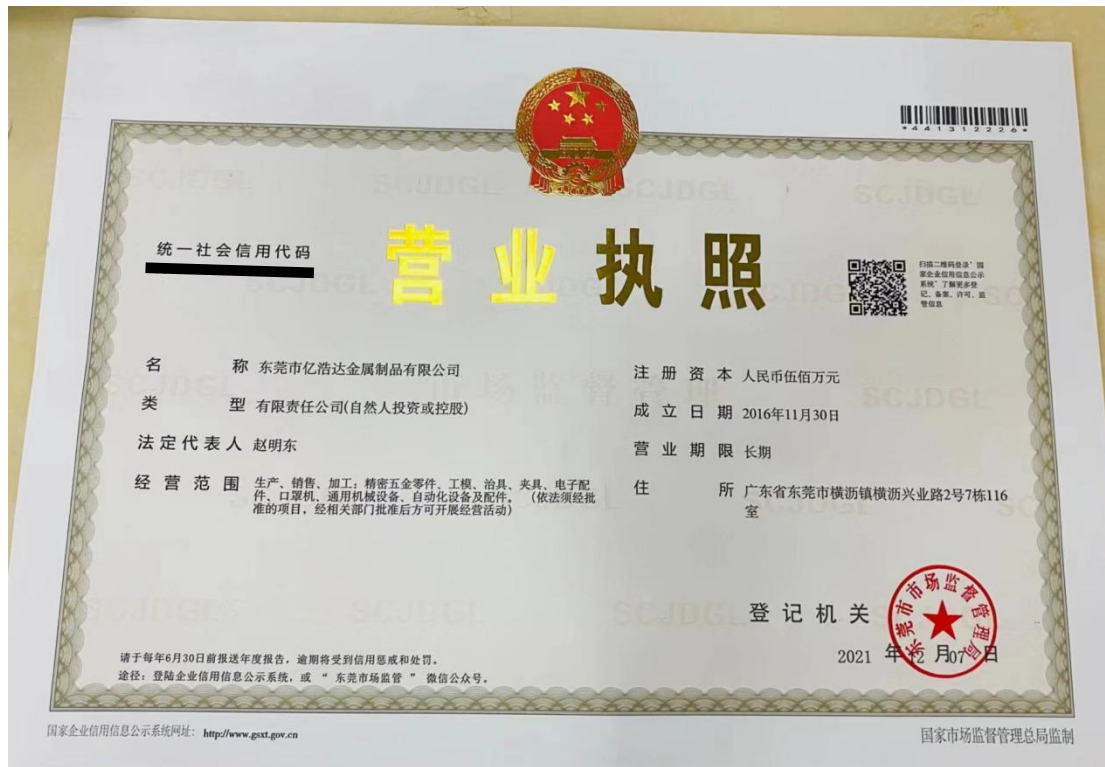 *441312226*
统一社会信用代码
营业执照
扫描二维码登录“国
家企业信用信息公示
系统”了解更多登
记、备案、许可、监
管信息
名 称 东莞市亿浩达金属制品有限公司
类 型 有限责任公司(自然人投资或控股)
法定代表人 赵明东
经营范围 生产、销售、加工：精密五金零件、工模、治具、夹具、电子配
件、口罩机、通用机械设备、自动化设备及配件。（依法须经批
准的项目，经相关部门批准后方可开展经营活动）
注册资本 人民币伍佰万元
成立日期 2016年11月30日
营业期限 长期
住 所 广东省东莞市横沥镇横沥兴业路2号7栋116
室
登记机关
东莞市市场监督管理局
2021 年 12 月 07 日
请于每年6月30日前报送年度报告，逾期将受到信用惩戒和处罚。
途径：登陆企业信用信息公示系统，或 “ 东莞市场监管 ” 微信公众号。
国家企业信用信息公示系统网址： http://www.gsxt.gov.cn
国家市场监督管理总局监制
SCJDGL
市场监督管理